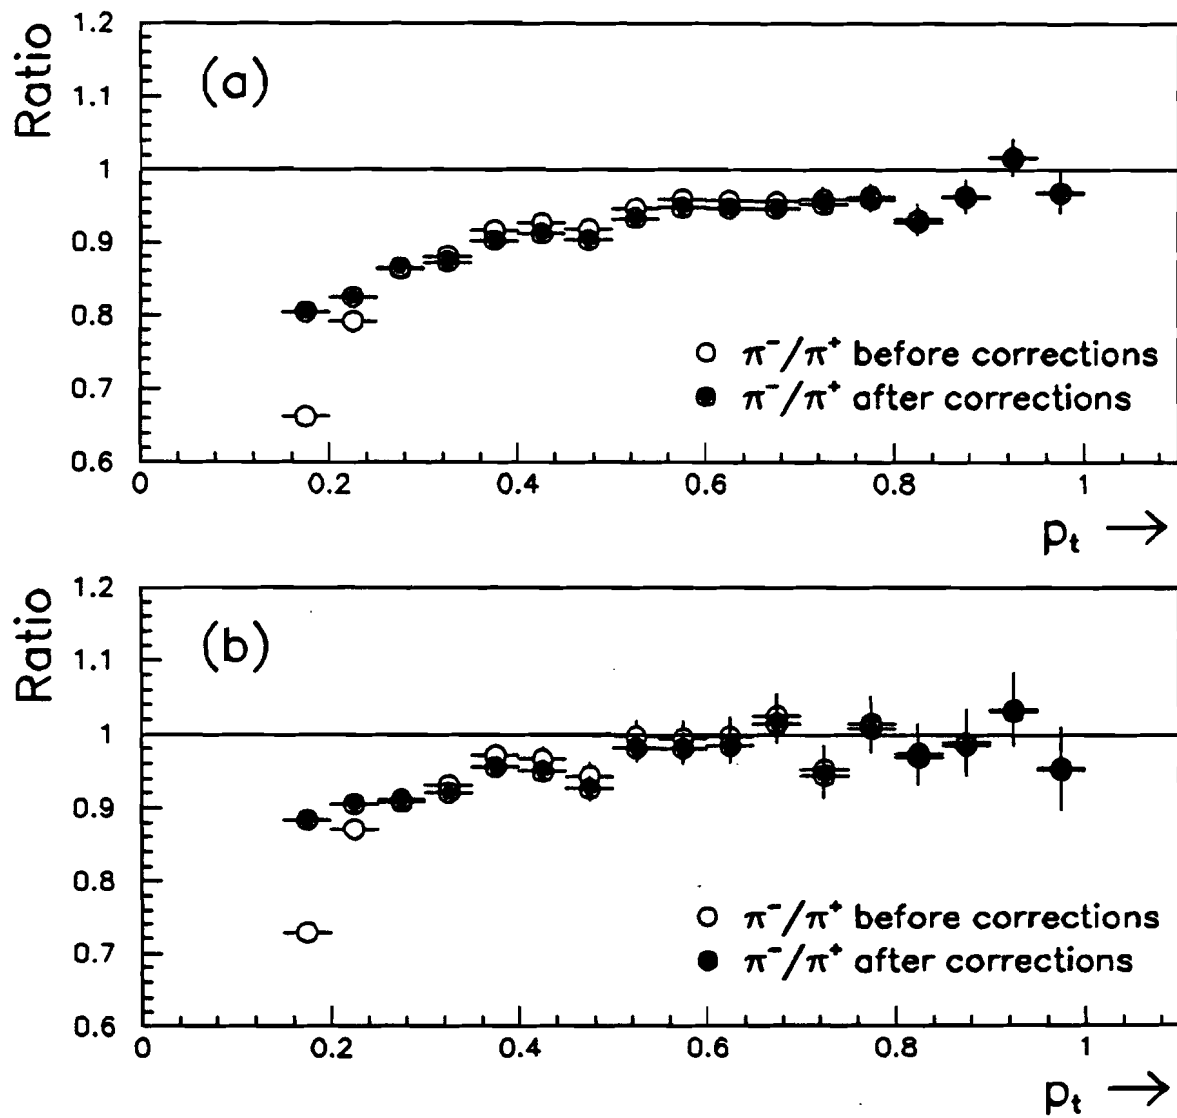 Ratio
1.2
(a)
1.1
1
0.9
0.8
0.7
0.6
π⁻/π⁺ before corrections
π⁻/π⁺ after corrections
0 0.2 0.4 0.6 0.8 1
pₜ →
Ratio
1.2
(b)
1.1
1
0.9
0.8
0.7
0.6
π⁻/π⁺ before corrections
π⁻/π⁺ after corrections
0 0.2 0.4 0.6 0.8 1
pₜ →